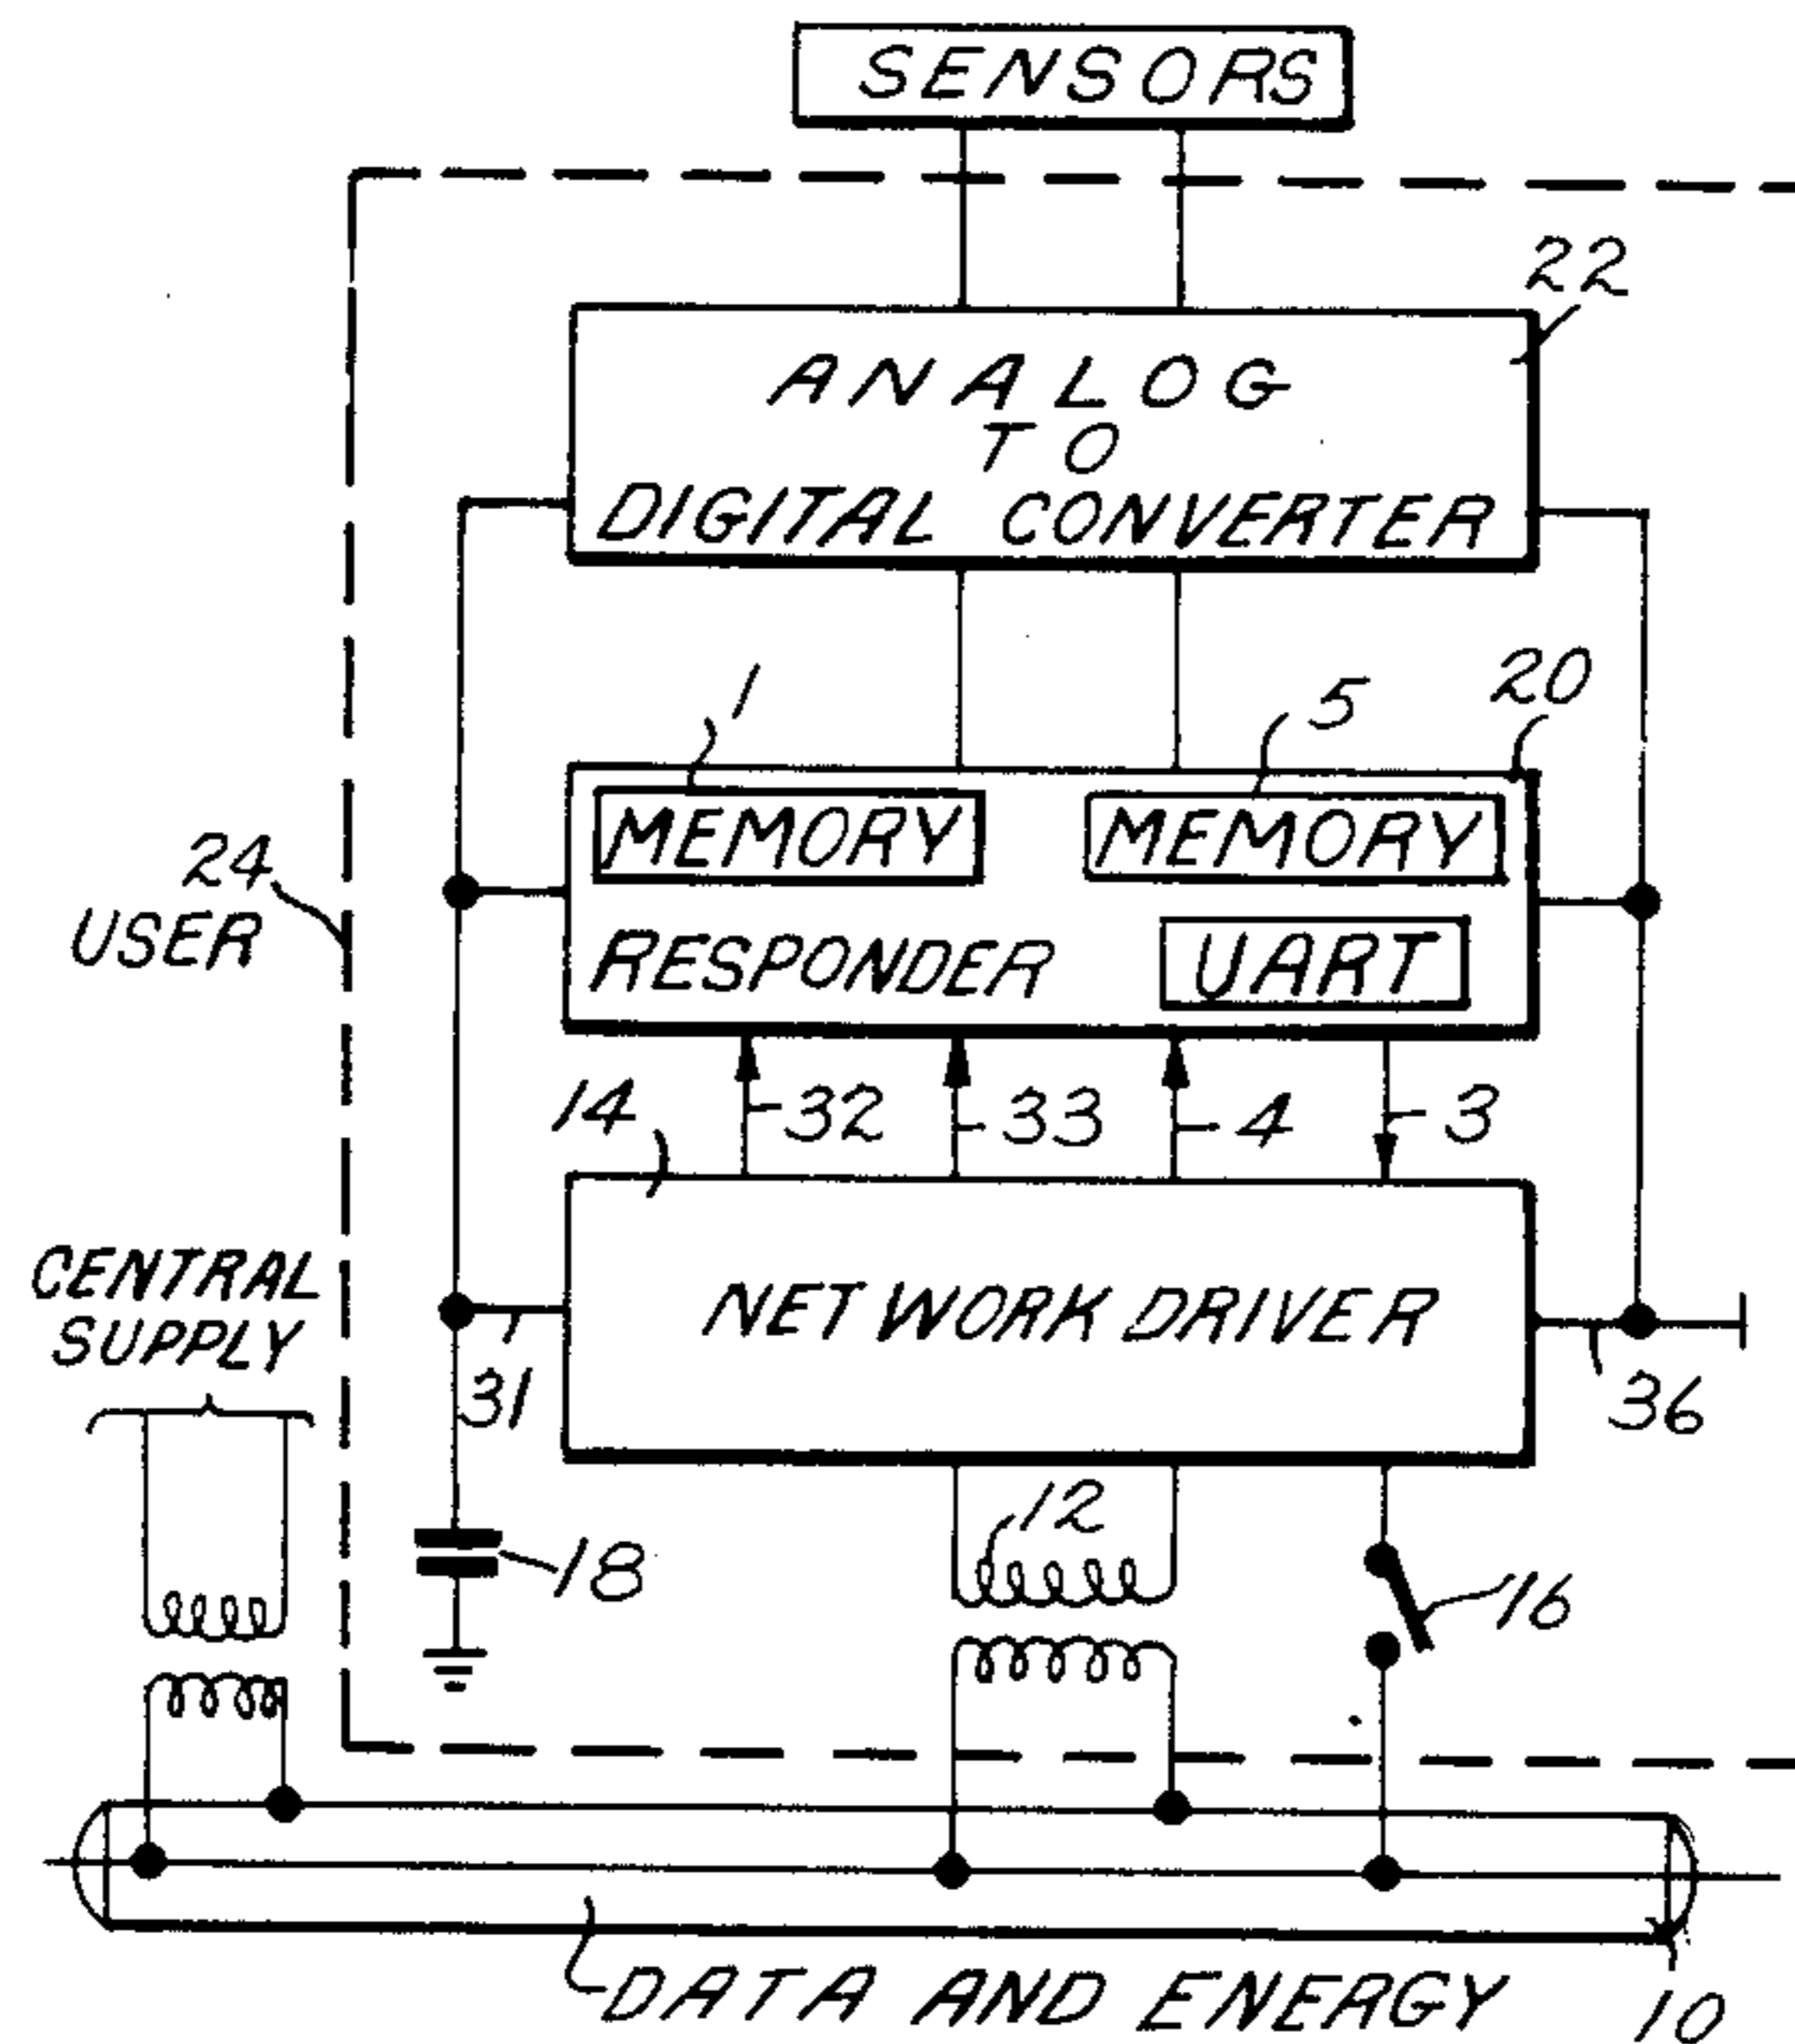 SENSORS
22
ANALOG
TO
DIGITAL CONVERTER
1
5
20
MEMORY
MEMORY
24
USER
RESPONDER
UART
14
32
33
4
3
CENTRAL
SUPPLY
NETWORK DRIVER
31
36
12
18
16
DATA AND ENERGY
10